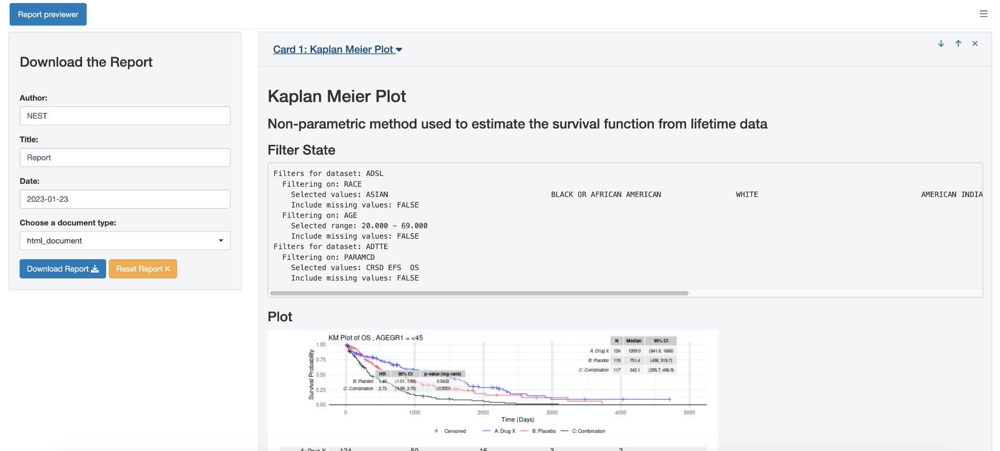 Report previewer
Download the Report
Author:
NEST
Title:
Report
Date:
2023-01-23
Choose a document type:
html_document
Download Report
Reset Report
Card 1: Kaplan Meier Plot
Kaplan Meier Plot
Non-parametric method used to estimate the survival function from lifetime data
Filter State
Filters for dataset: ADSL
Filtering on: RACE
Selected values: ASIAN BLACK OR AFRICAN AMERICAN WHITE AMERICAN INDIA
Include missing values: FALSE
Filtering on: AGE
Selected range: 20.000 - 69.000
Include missing values: FALSE
Filters for dataset: ADTTE
Filtering on: PARAMCD
Selected values: CRSD EFS OS
Include missing values: FALSE
Plot
KM Plot of OS , AGEGR1 = <45
N Median 95% CI
A: Drug X 124 1269.0 (841.6, 1666)
B: Placebo 119 751.4 (496, 919.7)
C: Combination 117 342.1 (295.7, 496.9)
HR 95% CI p-value (log-rank)
B: Placebo 1.40 (1.01, 1.93) 0.0432
C: Combination 2.73 (1.99, 3.75) <0.0001
Survival Probability
1.00
0.75
0.50
0.25
0.00
0 1000 2000 3000 4000 5000
Time (Days)
Censored A: Drug X B: Placebo C: Combination
A: Drug X 124 50 16 3 2